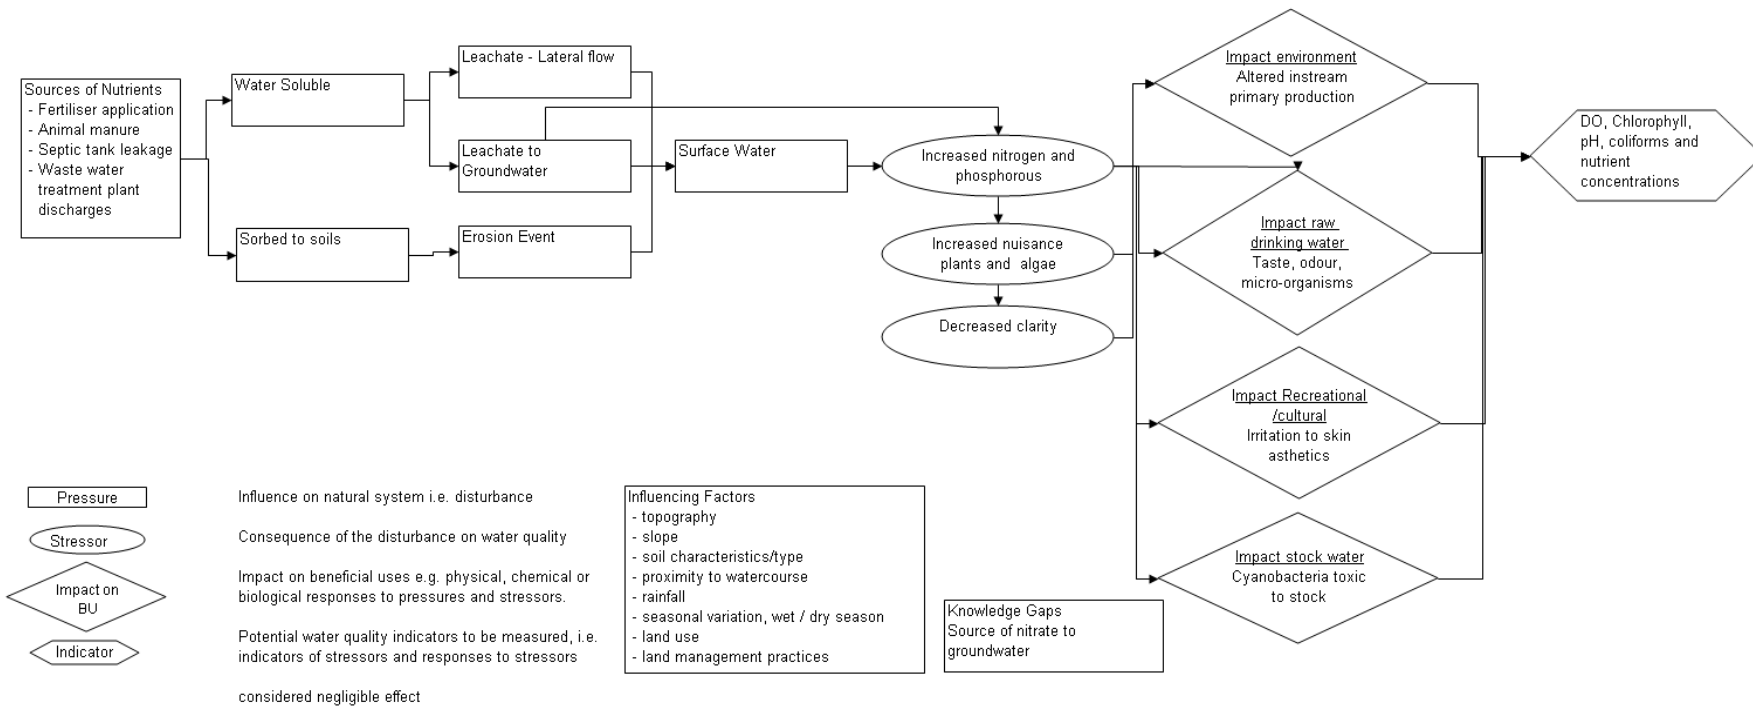 Sources of Nutrients
- Fertiliser application
- Animal manure
- Septic tank leakage
- Waste water
treatment plant
discharges
Water Soluble
Sorbed to soils
Leachate - Lateral flow
Leachate to
Groundwater
Erosion Event
Surface Water
Increased nitrogen and
phosphorous
Increased nuisance
plants and algae
Decreased clarity
Impact environment
Altered instream
primary production
Impact raw
drinking water
Taste, odour,
micro-organisms
Impact Recreational
/cultural
Irritation to skin
asthetics
Impact stock water
Cyanobacteria toxic
to stock
DO, Chlorophyll,
pH, coliforms and
nutrient
concentrations
Pressure
Influence on natural system i.e. disturbance
Stressor
Consequence of the disturbance on water quality
Impact on
BU
Impact on beneficial uses e.g. physical, chemical or
biological responses to pressures and stressors.
Indicator
Potential water quality indicators to be measured, i.e.
indicators of stressors and responses to stressors
considered negligible effect
Influencing Factors
- topography
- slope
- soil characteristics/type
- proximity to watercourse
- rainfall
- seasonal variation, wet / dry season
- land use
- land management practices
Knowledge Gaps
Source of nitrate to
groundwater